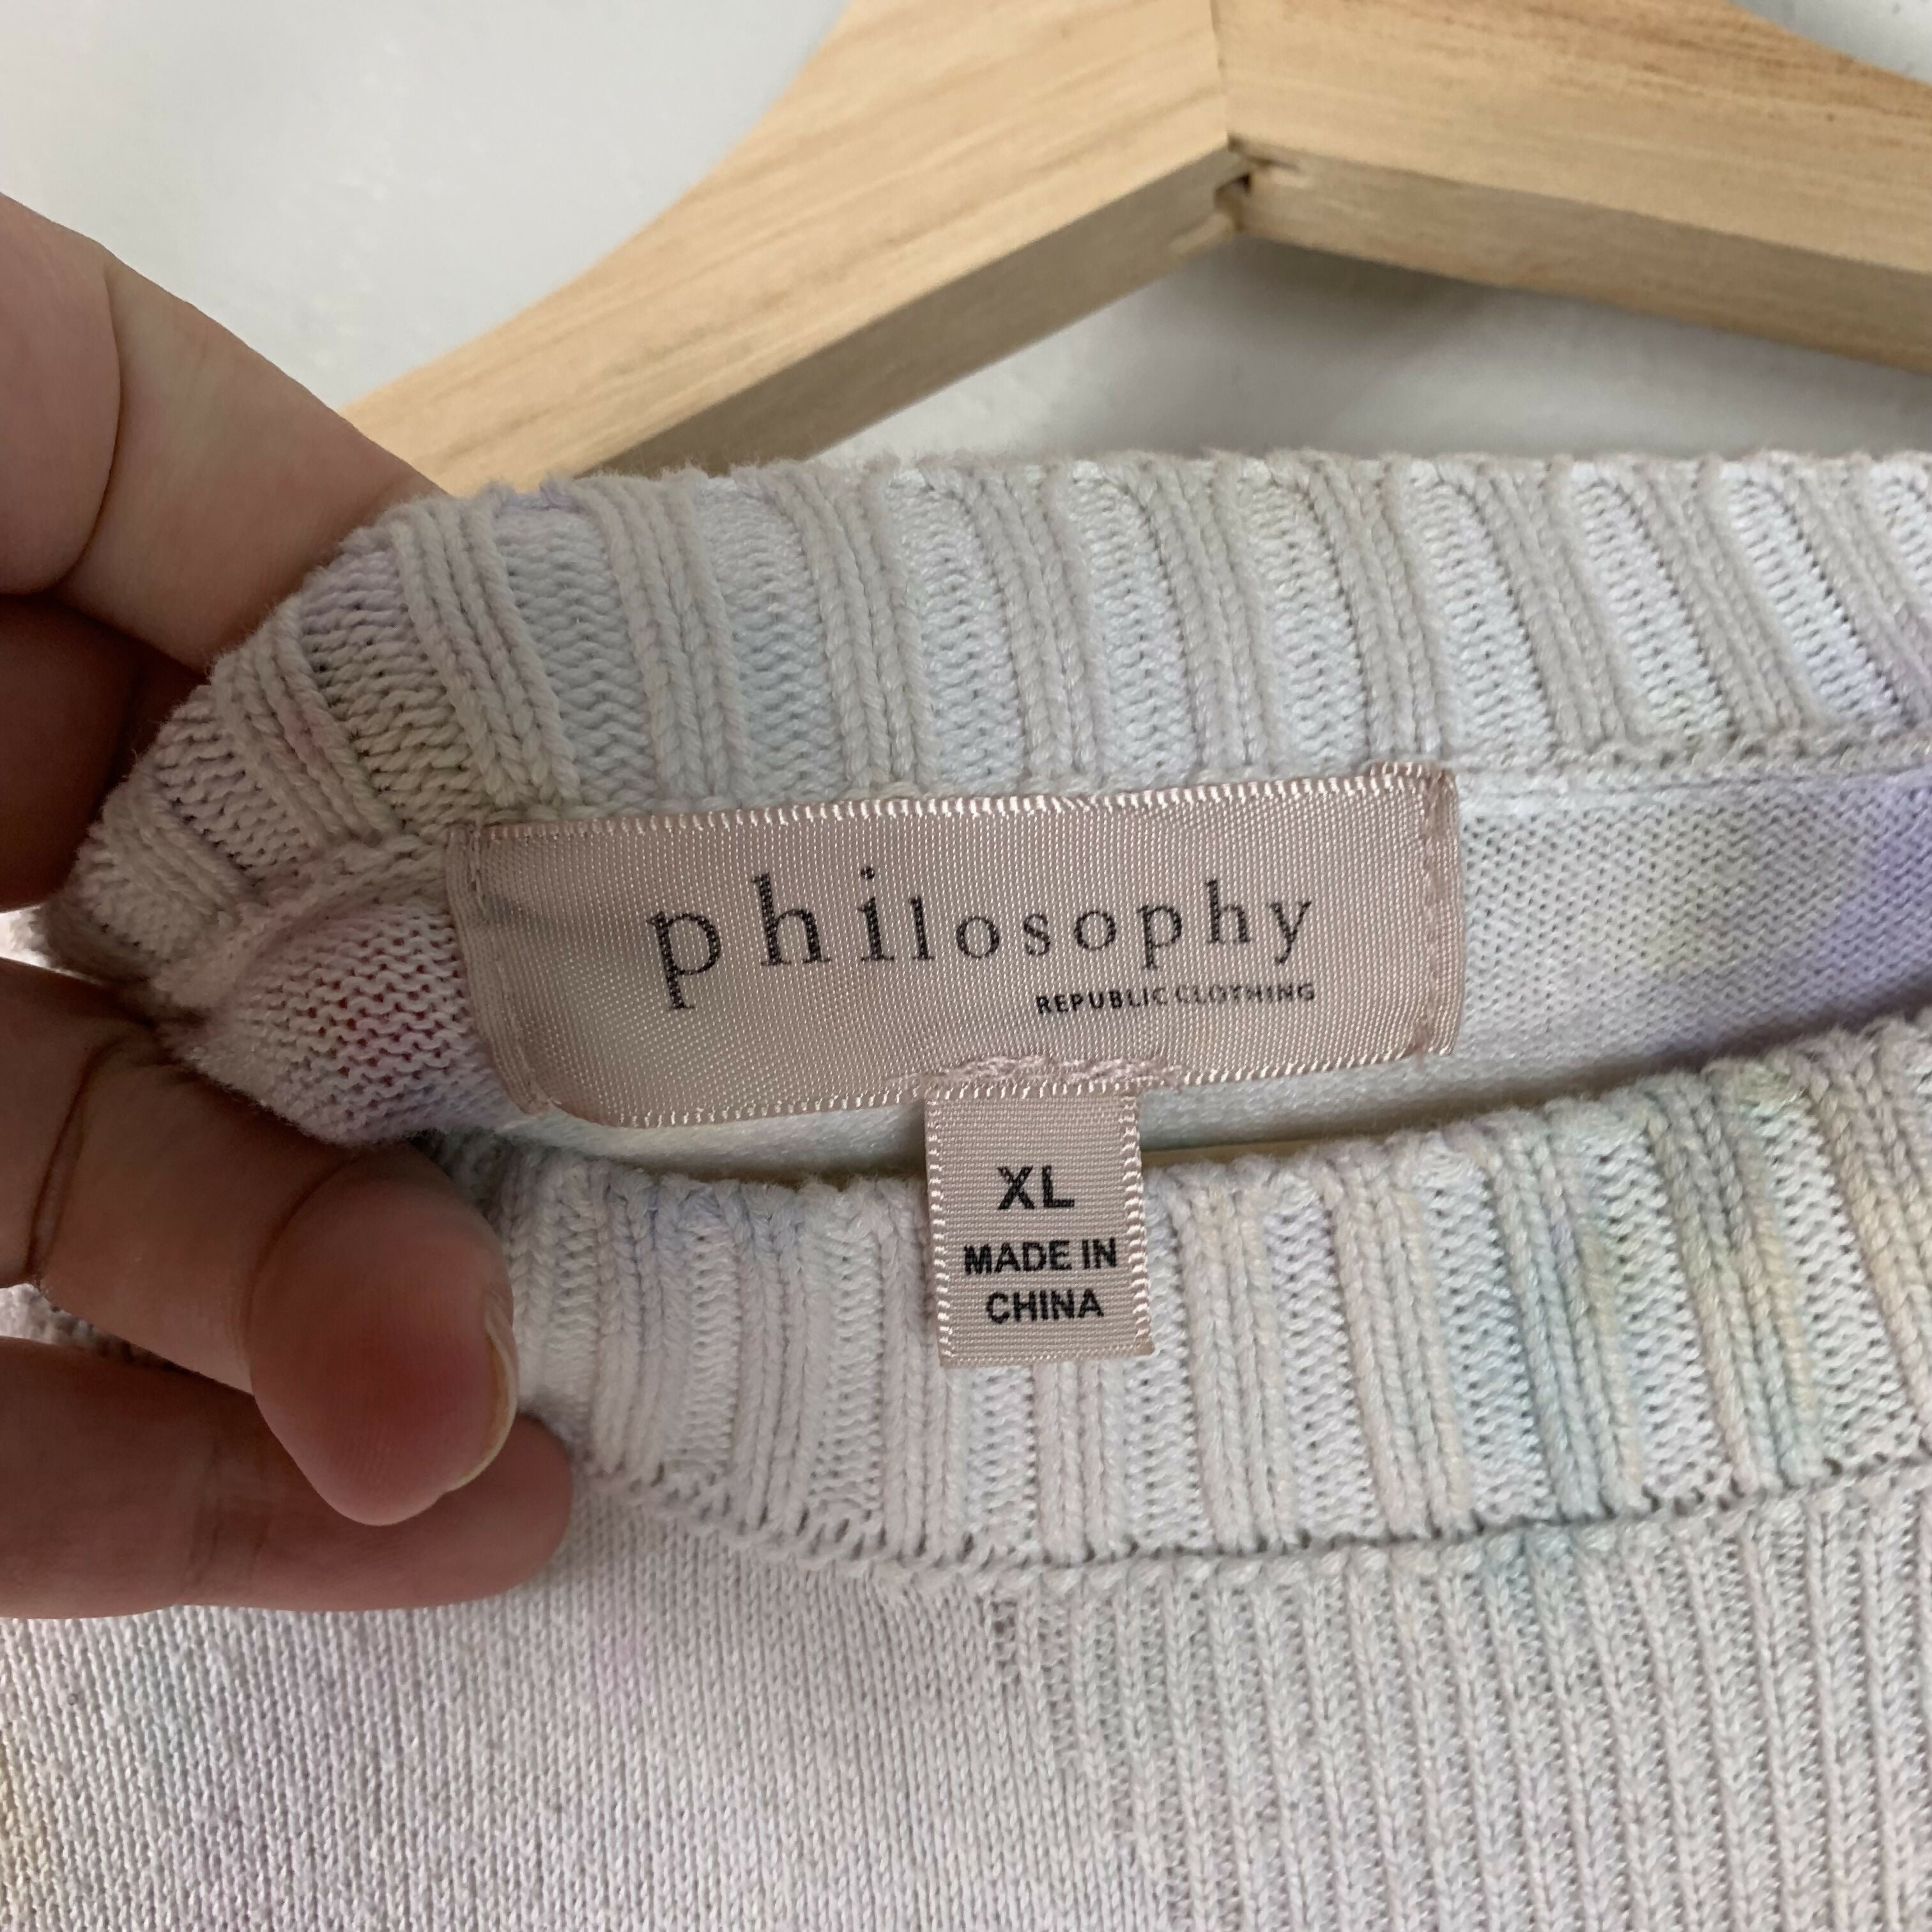 philosophy
REPUBLIC CLOTHING
XL
MADE IN
CHINA